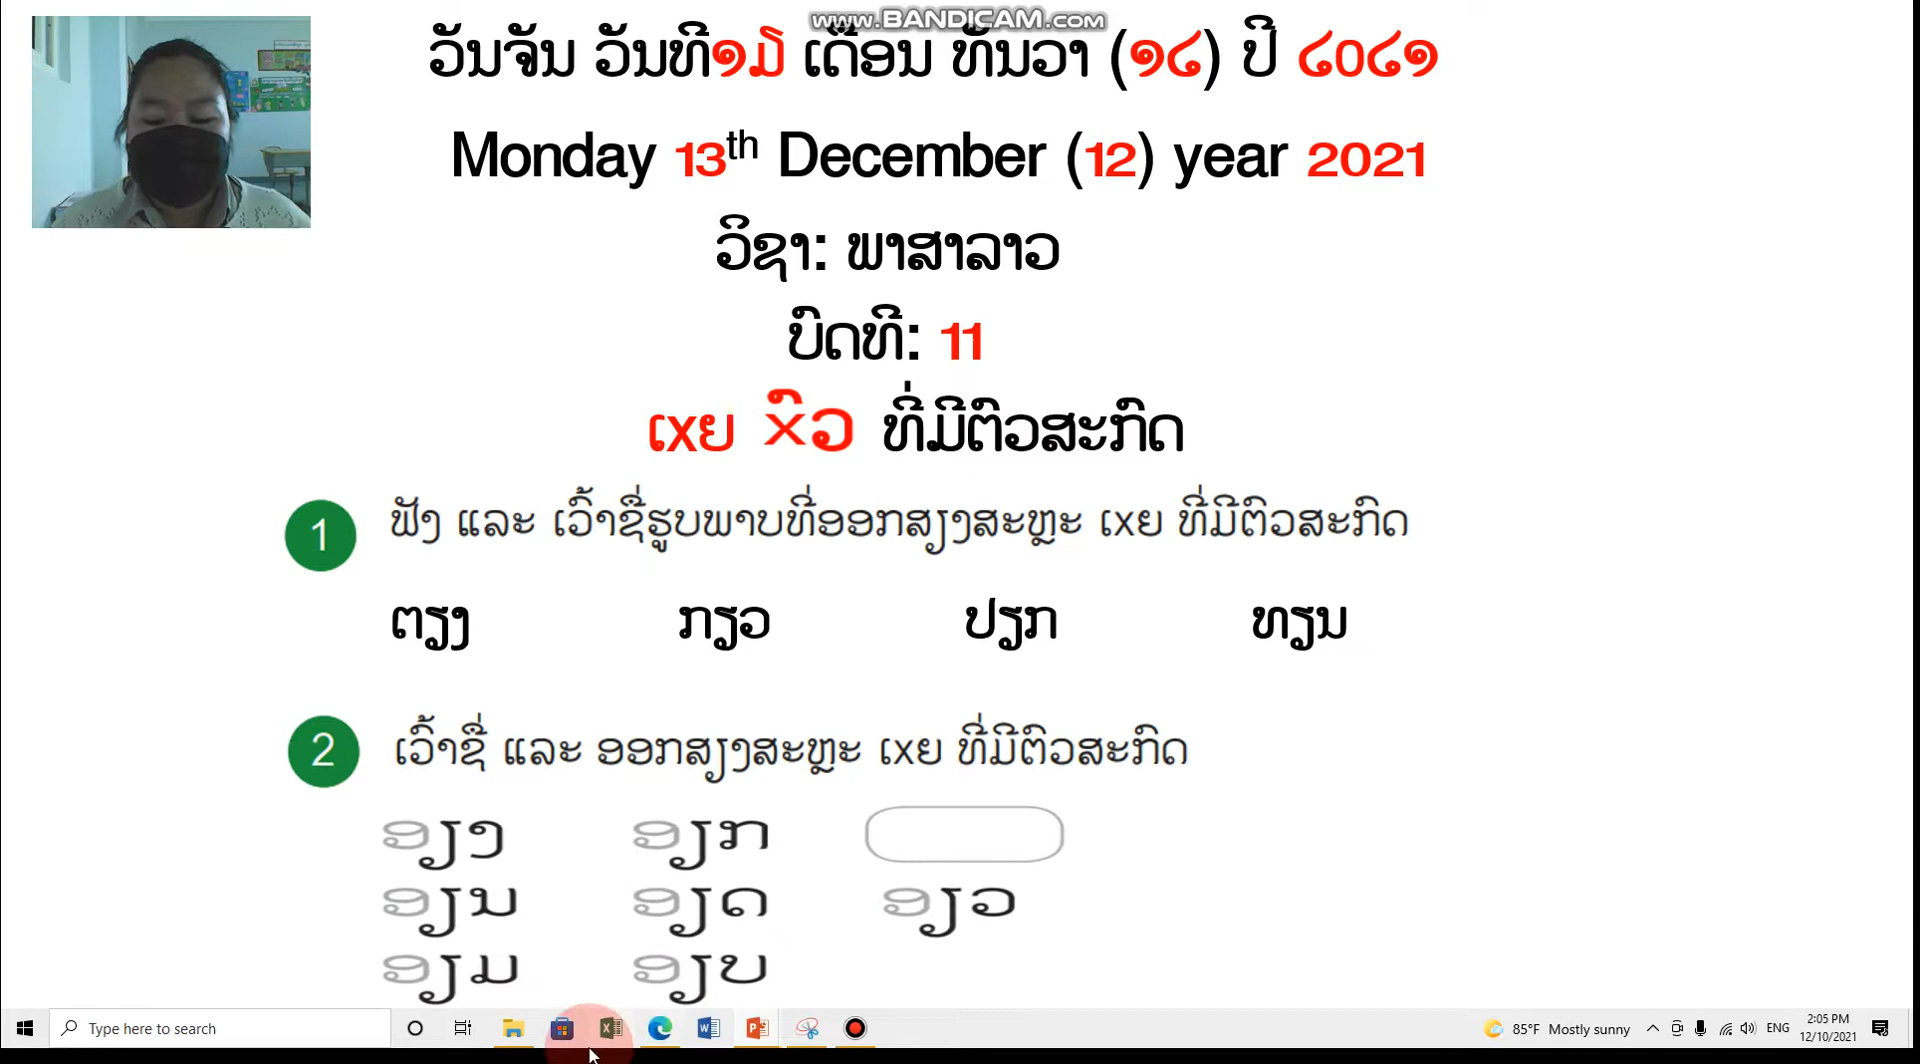 www.BANDICAM.com
ວັນຈັນ ວັນທີ໑໓ ເດືອນ ທັນວາ (໑໒) ປີ ໒໐໒໑
Monday 13th December (12) year 2021
ວິຊາ: ພາສາລາວ
ບົດທີ: 11
ເxຍ xົວ ທີ່ມີຕົວສະກົດ
1 ຟັງ ແລະ ເວົ້າຊື່ຮູບພາບທີ່ອອກສຽງສະຫຼະ ເxຍ ທີ່ມີຕົວສະກົດ
ຕຽງ ກຽວ ປຽກ ທຽນ
2 ເວົ້າຊື່ ແລະ ອອກສຽງສະຫຼະ ເxຍ ທີ່ມີຕົວສະກົດ
ອຽງ ອຽກ
ອຽນ ອຽດ ອຽວ
ອຽມ ອຽບ
Type here to search
85°F Mostly sunny
ENG
2:05 PM
12/10/2021